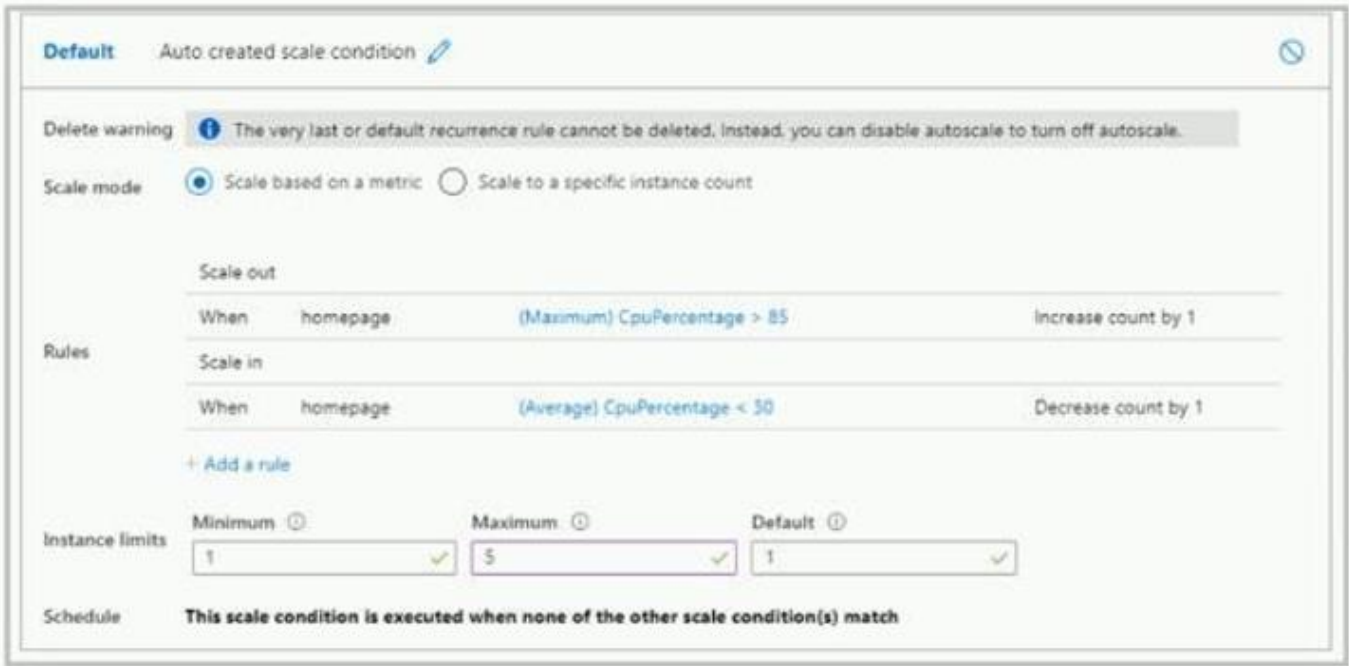 Default Auto created scale condition
Delete warning The very last or default recurrence rule cannot be deleted. Instead, you can disable autoscale to turn off autoscale.
Scale mode Scale based on a metric Scale to a specific instance count
Scale out
When homepage (Maximum) CpuPercentage > 85 Increase count by 1
Rules
Scale in
When homepage (Average) CpuPercentage < 30 Decrease count by 1
+ Add a rule
Minimum Maximum Default
Instance limits 1 5 1
Schedule This scale condition is executed when none of the other scale condition(s) match